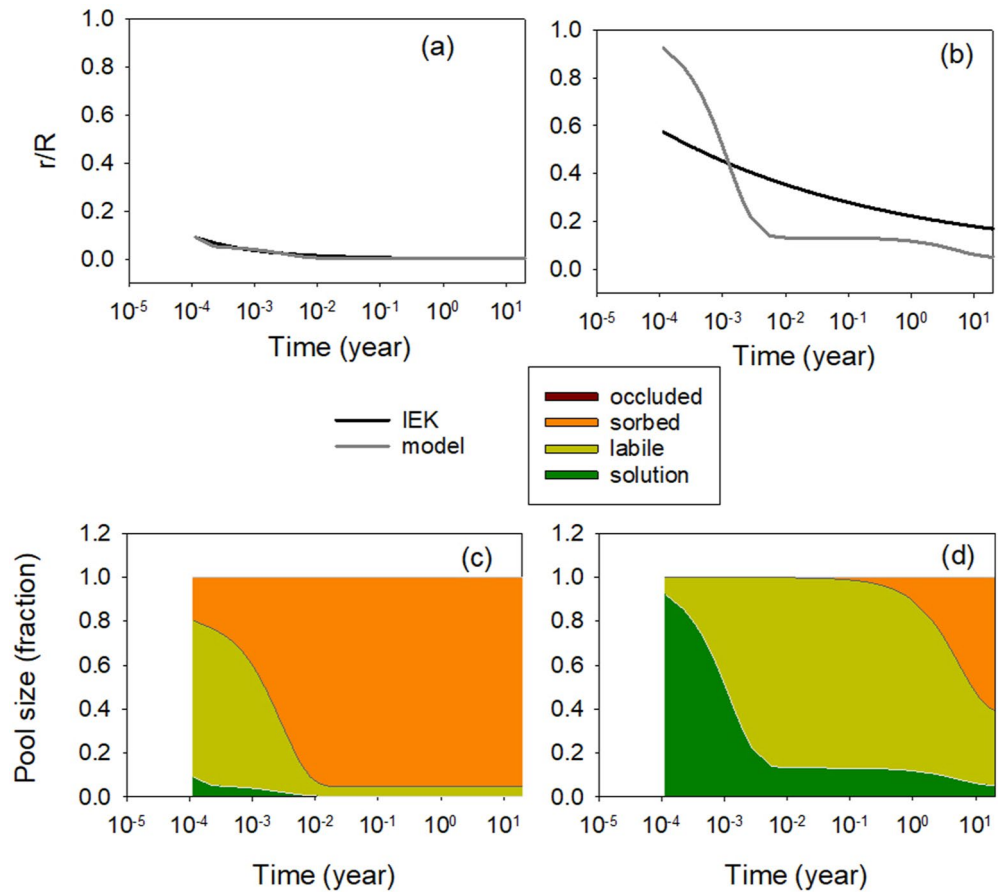 (a)
1.0
0.8
0.6
0.4
0.2
0.0
r/R
10⁻⁵ 10⁻⁴ 10⁻³ 10⁻² 10⁻¹ 10⁰ 10¹
Time (year)
(b)
1.0
0.8
0.6
0.4
0.2
0.0
10⁻⁵ 10⁻⁴ 10⁻³ 10⁻² 10⁻¹ 10⁰ 10¹
Time (year)
IEK
model
occluded
sorbed
labile
solution
(c)
1.2
1.0
0.8
0.6
0.4
0.2
0.0
Pool size (fraction)
10⁻⁵ 10⁻⁴ 10⁻³ 10⁻² 10⁻¹ 10⁰ 10¹
Time (year)
(d)
1.2
1.0
0.8
0.6
0.4
0.2
0.0
10⁻⁵ 10⁻⁴ 10⁻³ 10⁻² 10⁻¹ 10⁰ 10¹
Time (year)